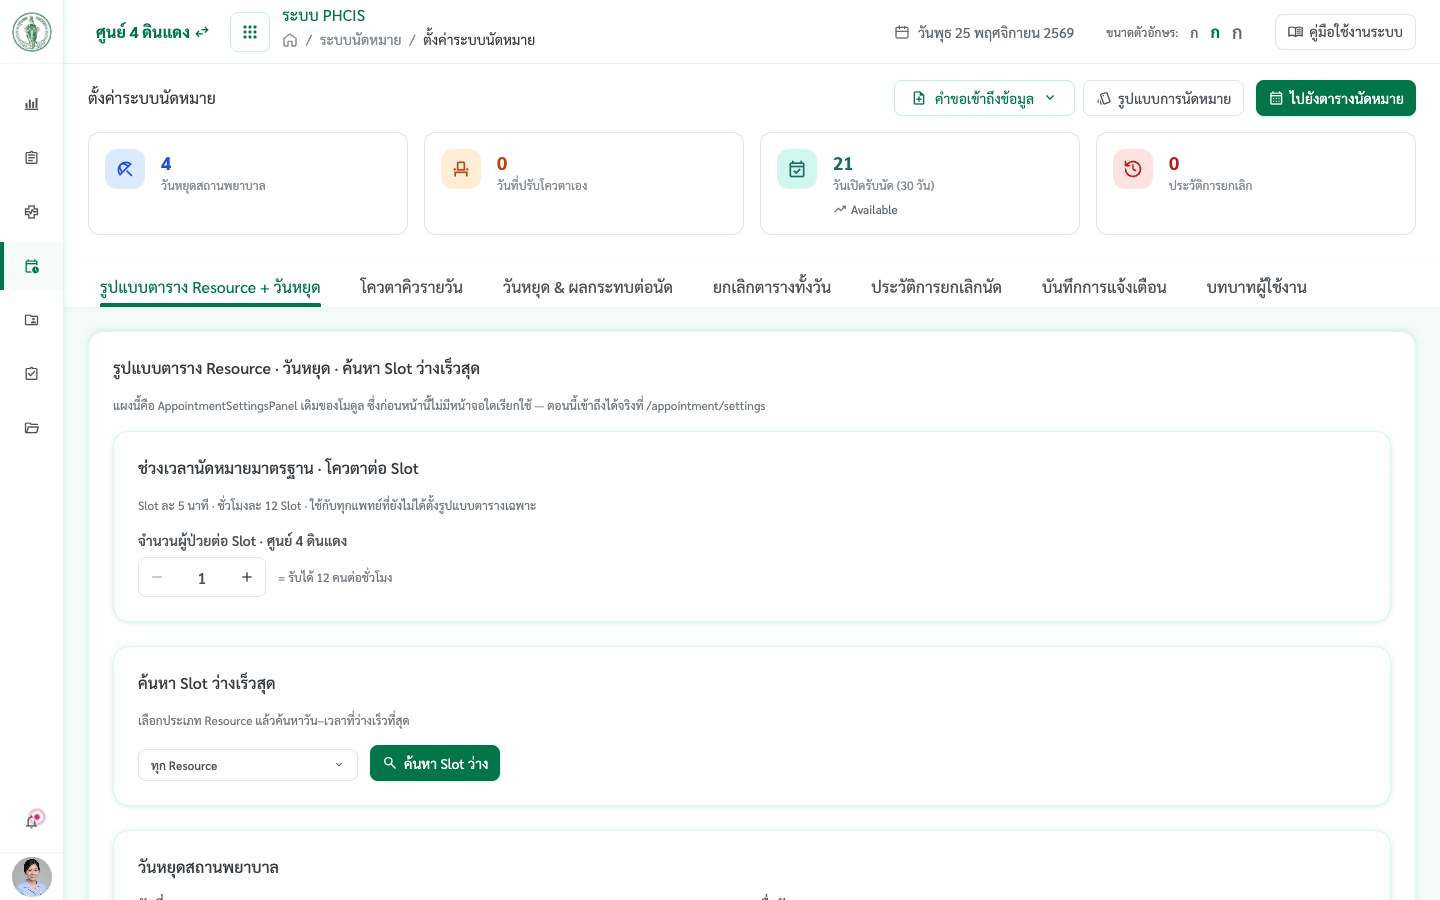 ศูนย์ 4 ดินแดง
ระบบ PHCIS
/ ระบบนัดหมาย / ตั้งค่าระบบนัดหมาย
วันพุธ 25 พฤศจิกายน 2569
ขนาดตัวอักษร: ก ก ก
คู่มือใช้งานระบบ
ตั้งค่าระบบนัดหมาย
คำขอเข้าถึงข้อมูล
รูปแบบการนัดหมาย
ไปยังตารางนัดหมาย
4
วันหยุดสถานพยาบาล
0
วันที่ปรับโควตาเอง
21
วันเปิดรับนัด (30 วัน)
Available
0
ประวัติการยกเลิก
รูปแบบตาราง Resource + วันหยุด
โควตาคิวรายวัน
วันหยุด & ผลกระทบต่อนัด
ยกเลิกตารางทั้งวัน
ประวัติการยกเลิกนัด
บันทึกการแจ้งเตือน
บทบาทผู้ใช้งาน
รูปแบบตาราง Resource · วันหยุด · ค้นหา Slot ว่างเร็วสุด
แผงนี้คือ AppointmentSettingsPanel เดิมของโมดูล ซึ่งก่อนหน้านี้ไม่มีหน้าจอใดเรียกใช้ — ตอนนี้เข้าถึงได้จริงที่ /appointment/settings
ช่วงเวลานัดหมายมาตรฐาน · โควตาต่อ Slot
Slot ละ 5 นาที · ชั่วโมงละ 12 Slot · ใช้กับทุกแพทย์ที่ยังไม่ได้ตั้งรูปแบบตารางเฉพาะ
จำนวนผู้ป่วยต่อ Slot · ศูนย์ 4 ดินแดง
− 1 +
= รับได้ 12 คนต่อชั่วโมง
ค้นหา Slot ว่างเร็วสุด
เลือกประเภท Resource แล้วค้นหาวัน–เวลาที่ว่างเร็วที่สุด
ทุก Resource
ค้นหา Slot ว่าง
วันหยุดสถานพยาบาล